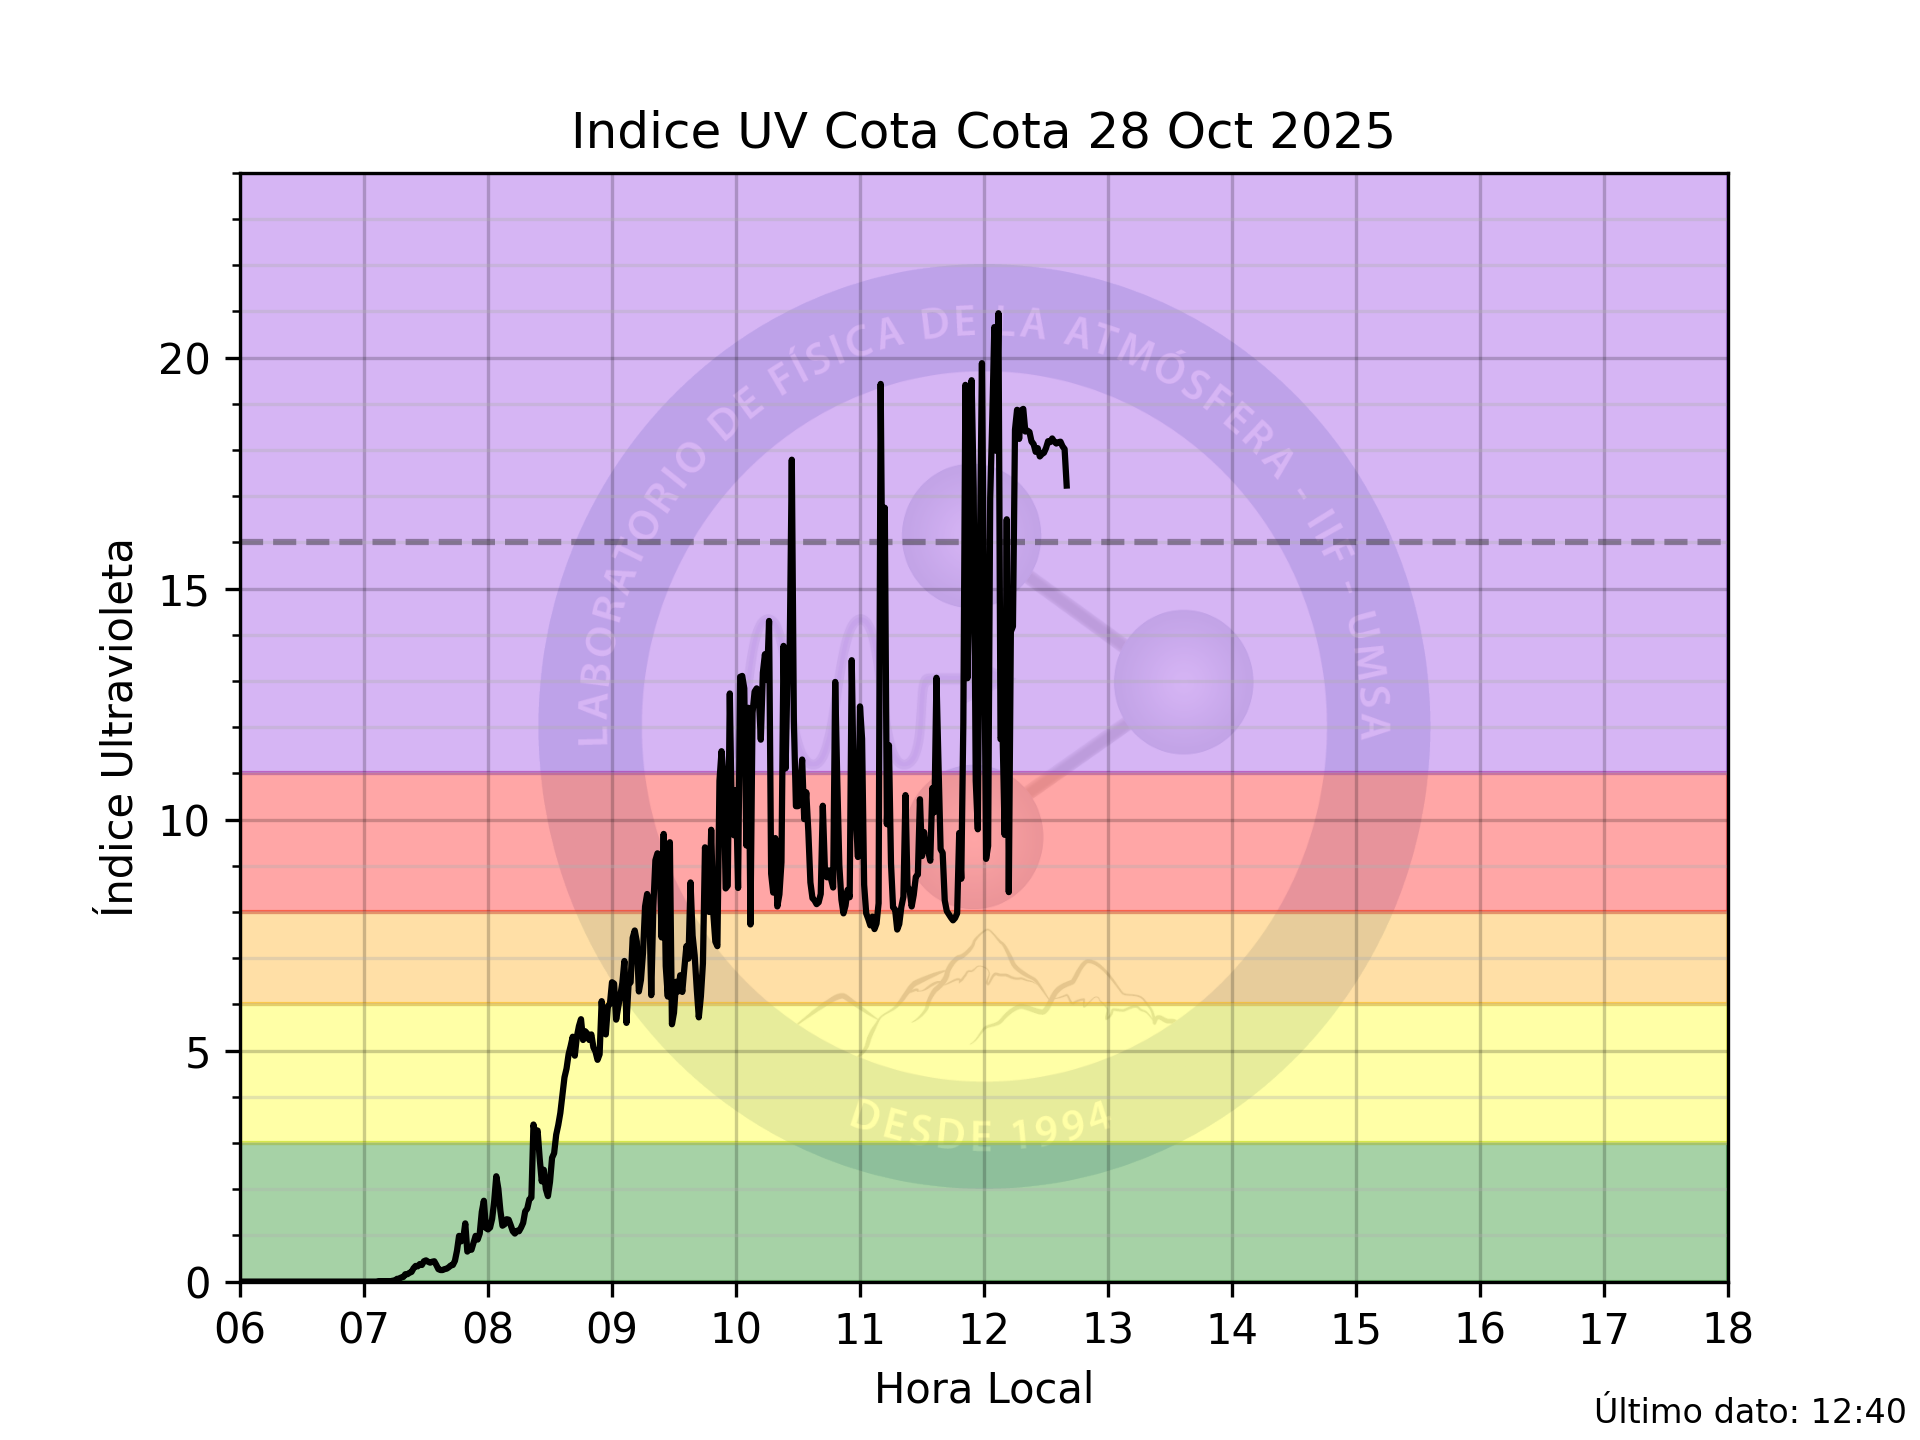 Indice UV Cota Cota 28 Oct 2025
Índice Ultravioleta
20
15
10
5
0
LABORATORIO DE FÍSICA DE LA ATMÓSFERA - IIF - UMSA
DESDE 1994
06 07 08 09 10 11 12 13 14 15 16 17 18
Hora Local
Último dato: 12:40